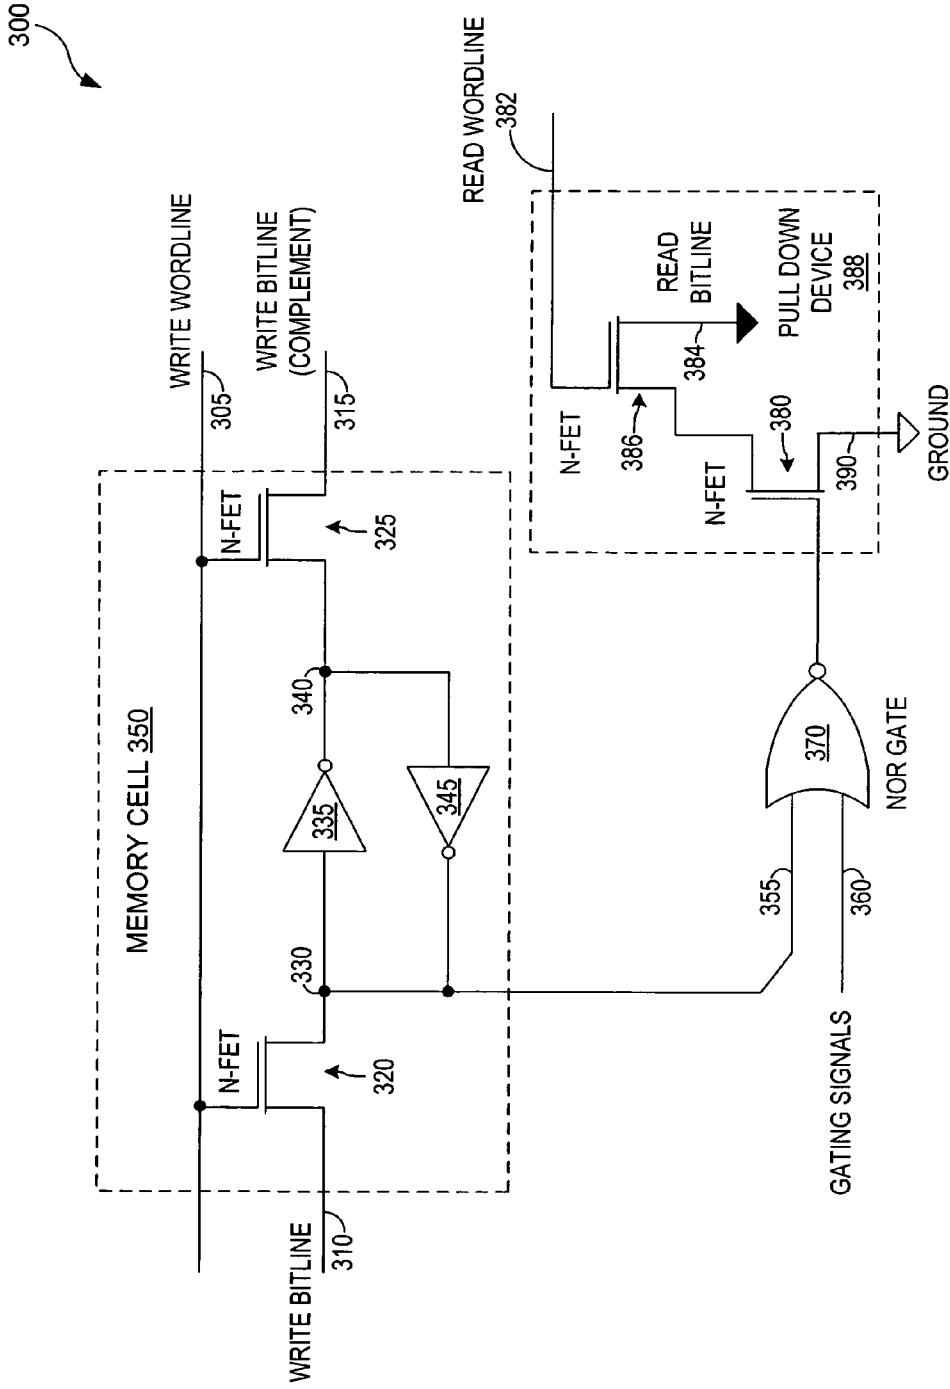 300
WRITE WORDLINE
305
WRITE BITLINE
(COMPLEMENT)
315
MEMORY CELL 350
N-FET
325
N-FET
320
340
335
345
330
WRITE BITLINE
310
READ WORDLINE
382
READ
BITLINE
384
PULL DOWN
DEVICE
388
N-FET
386
N-FET
380
390
GROUND
370
NOR GATE
355
360
GATING SIGNALS